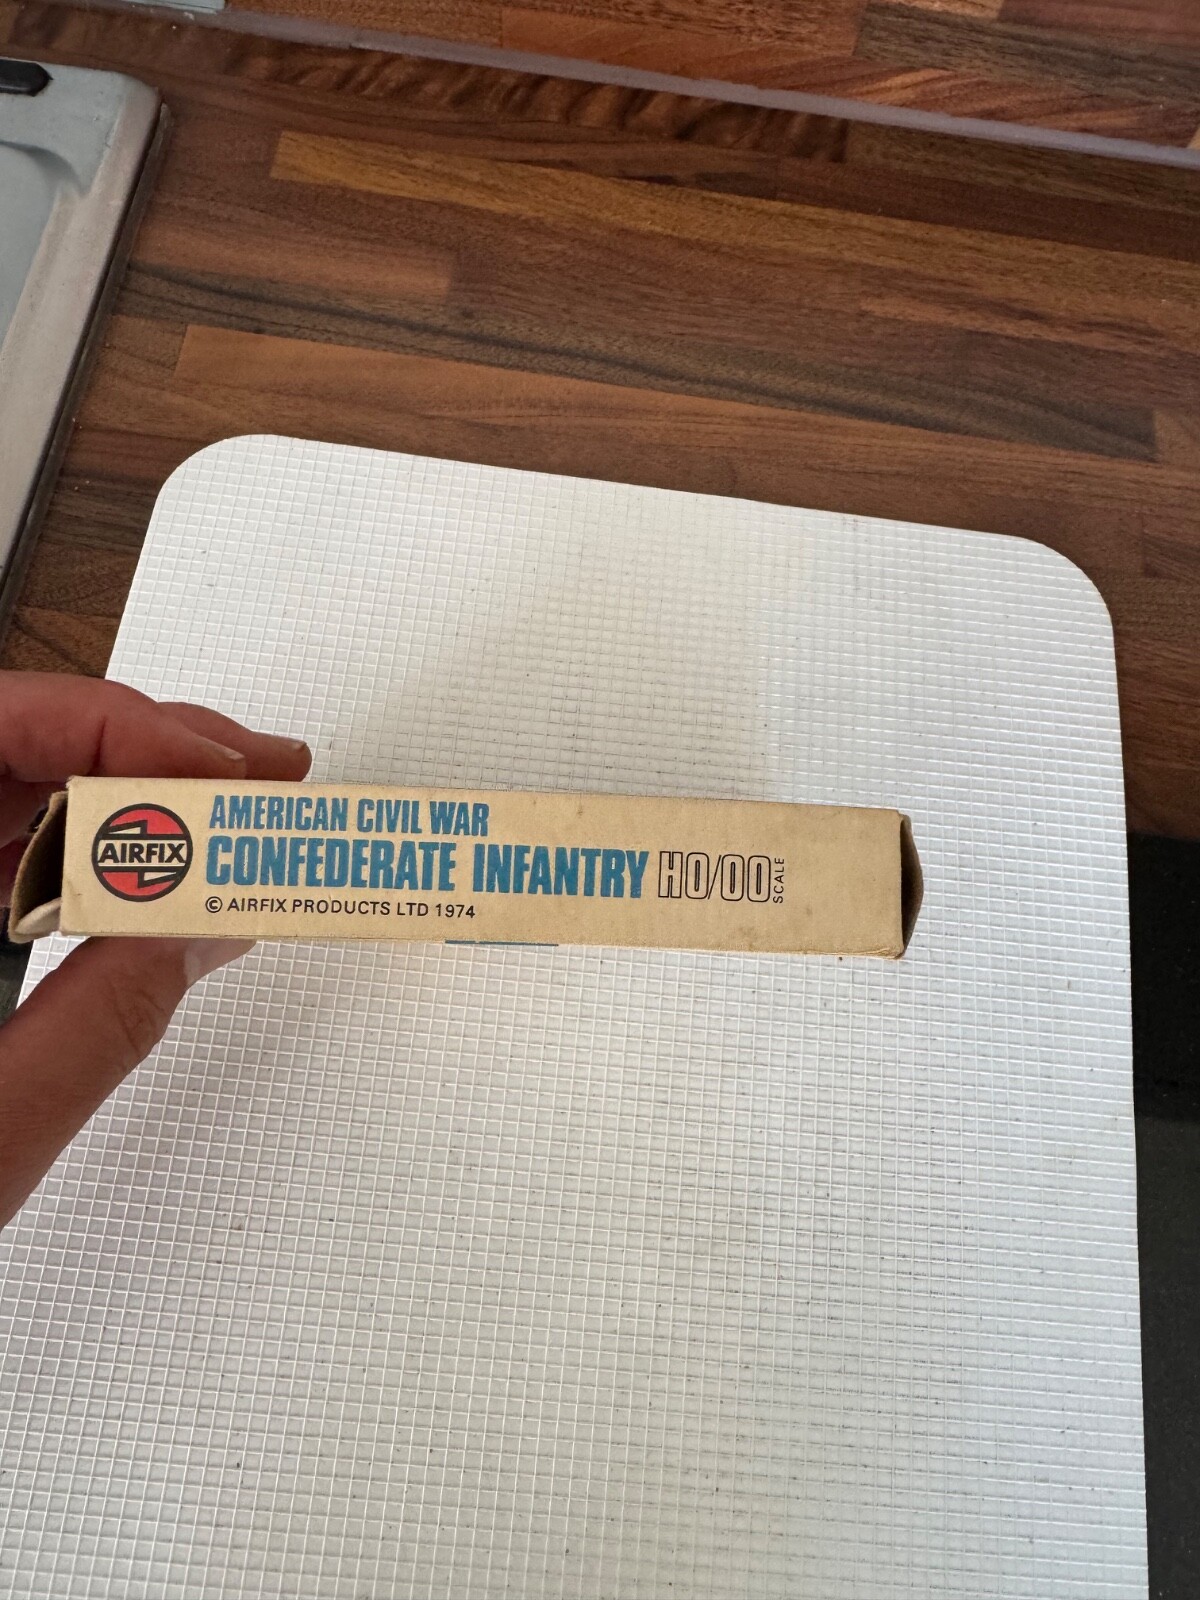 AIRFIX
AMERICAN CIVIL WAR
CONFEDERATE INFANTRY HO/OO SCALE
© AIRFIX PRODUCTS LTD 1974